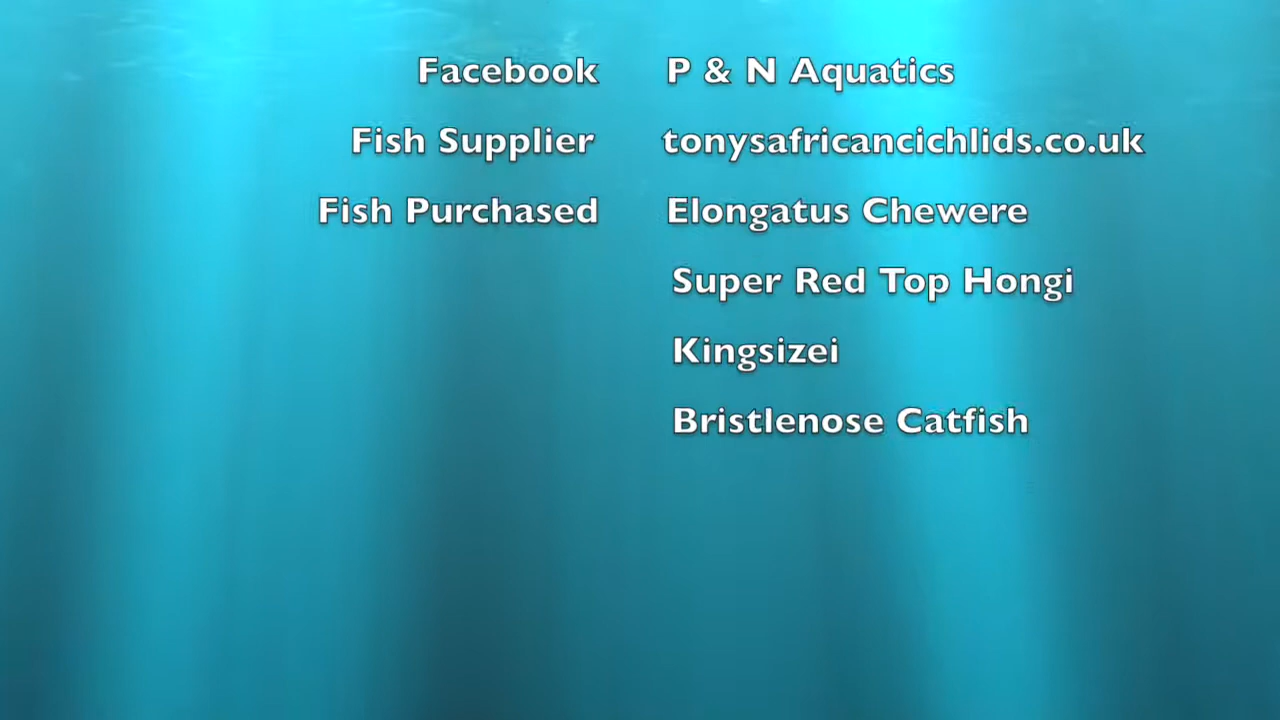 Facebook P & N Aquatics
Fish Supplier tonysafricancichlids.co.uk
Fish Purchased Elongatus Chewere
Super Red Top Hongi
Kingsizei
Bristlenose Catfish